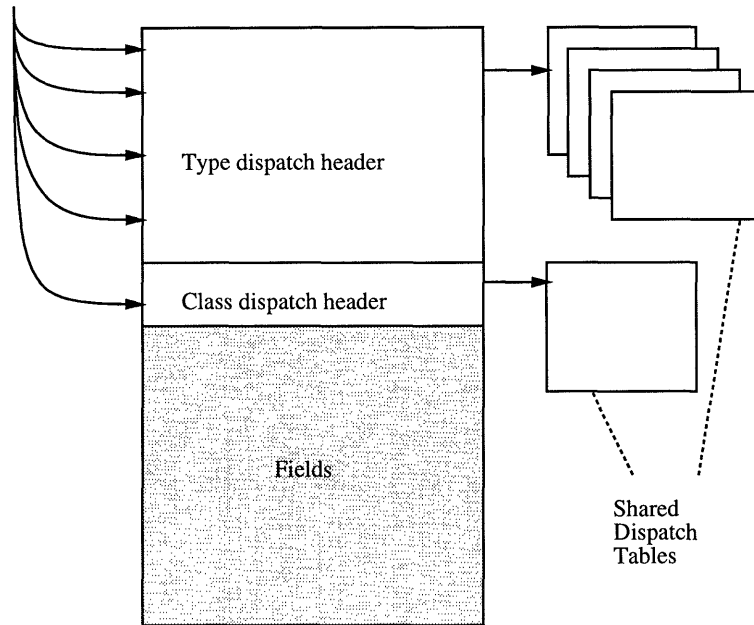 Type dispatch header
Class dispatch header
Fields
Shared
Dispatch
Tables